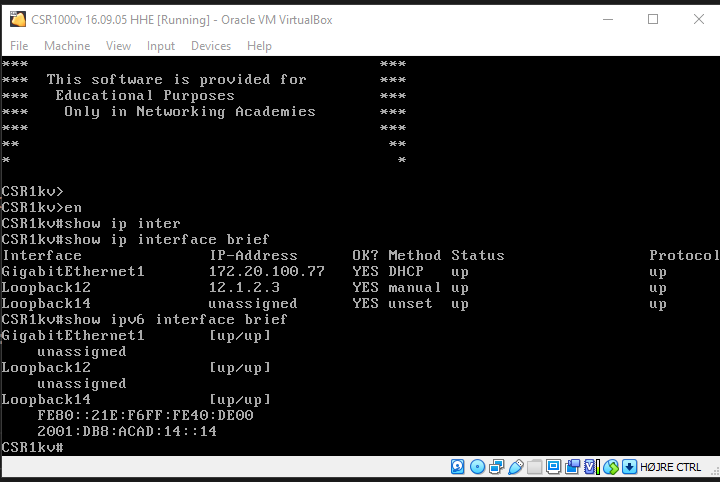 CSR1000v 16.09.05 HHE [Running] - Oracle VM VirtualBox
File Machine View Input Devices Help
*** ***
*** This software is provided for ***
*** Educational Purposes ***
*** Only in Networking Academies ***
*** ***
** **
* *
CSR1kv>
CSR1kv>en
CSR1kv#show ip inter
CSR1kv#show ip interface brief
Interface IP-Address OK? Method Status Protocol
GigabitEthernet1 172.20.100.77 YES DHCP up up
Loopback12 12.1.2.3 YES manual up up
Loopback14 unassigned YES unset up up
CSR1kv#show ipv6 interface brief
GigabitEthernet1 [up/up]
unassigned
Loopback12 [up/up]
unassigned
Loopback14 [up/up]
FE80::21E:F6FF:FE40:DE00
2001:DB8:ACAD:14::14
CSR1kv#
HØJRE CTRL